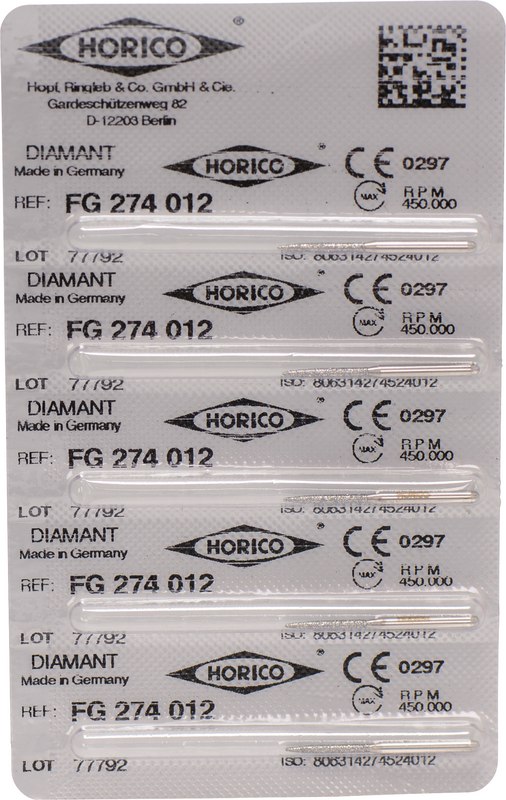 HORICO ®
Hopf, Ringleb & Co. GmbH & Cie.
Gardeschützenweg 82
D-12203 Berlin
DIAMANT HORICO ® CE 0297
Made in Germany
MAX RPM
REF: FG 274 012 450.000
LOT 77792 ISO: 806314274524012
DIAMANT HORICO ® CE 0297
Made in Germany
MAX RPM
REF: FG 274 012 450.000
LOT 77792 ISO: 806314274524012
DIAMANT HORICO ® CE 0297
Made in Germany
MAX RPM
REF: FG 274 012 450.000
LOT 77792 ISO: 806314274524012
DIAMANT HORICO ® CE 0297
Made in Germany
MAX RPM
REF: FG 274 012 450.000
LOT 77792 ISO: 806314274524012
DIAMANT HORICO ® CE 0297
Made in Germany
MAX RPM
REF: FG 274 012 450.000
LOT 77792 ISO: 806314274524012